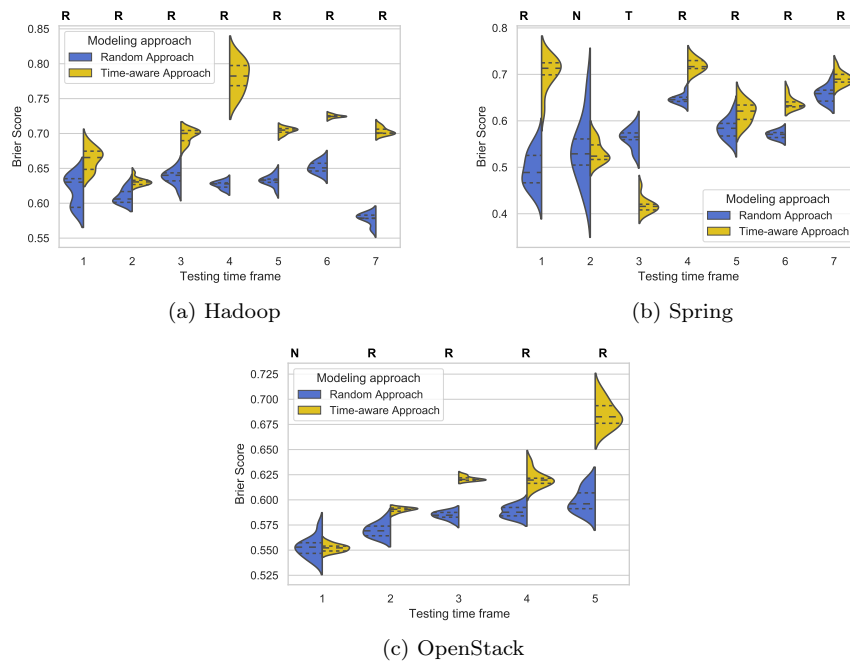 R R R R R R R
0.85
0.80
0.75
0.70
0.65
0.60
0.55
Brier Score
Modeling approach
Random Approach
Time-aware Approach
1 2 3 4 5 6 7
Testing time frame
(a) Hadoop
R N T R R R R
0.8
0.7
0.6
0.5
0.4
Brier Score
Modeling approach
Random Approach
Time-aware Approach
1 2 3 4 5 6 7
Testing time frame
(b) Spring
N R R R R
0.725
0.700
0.675
0.650
0.625
0.600
0.575
0.550
0.525
Brier Score
Modeling approach
Random Approach
Time-aware Approach
1 2 3 4 5
Testing time frame
(c) OpenStack